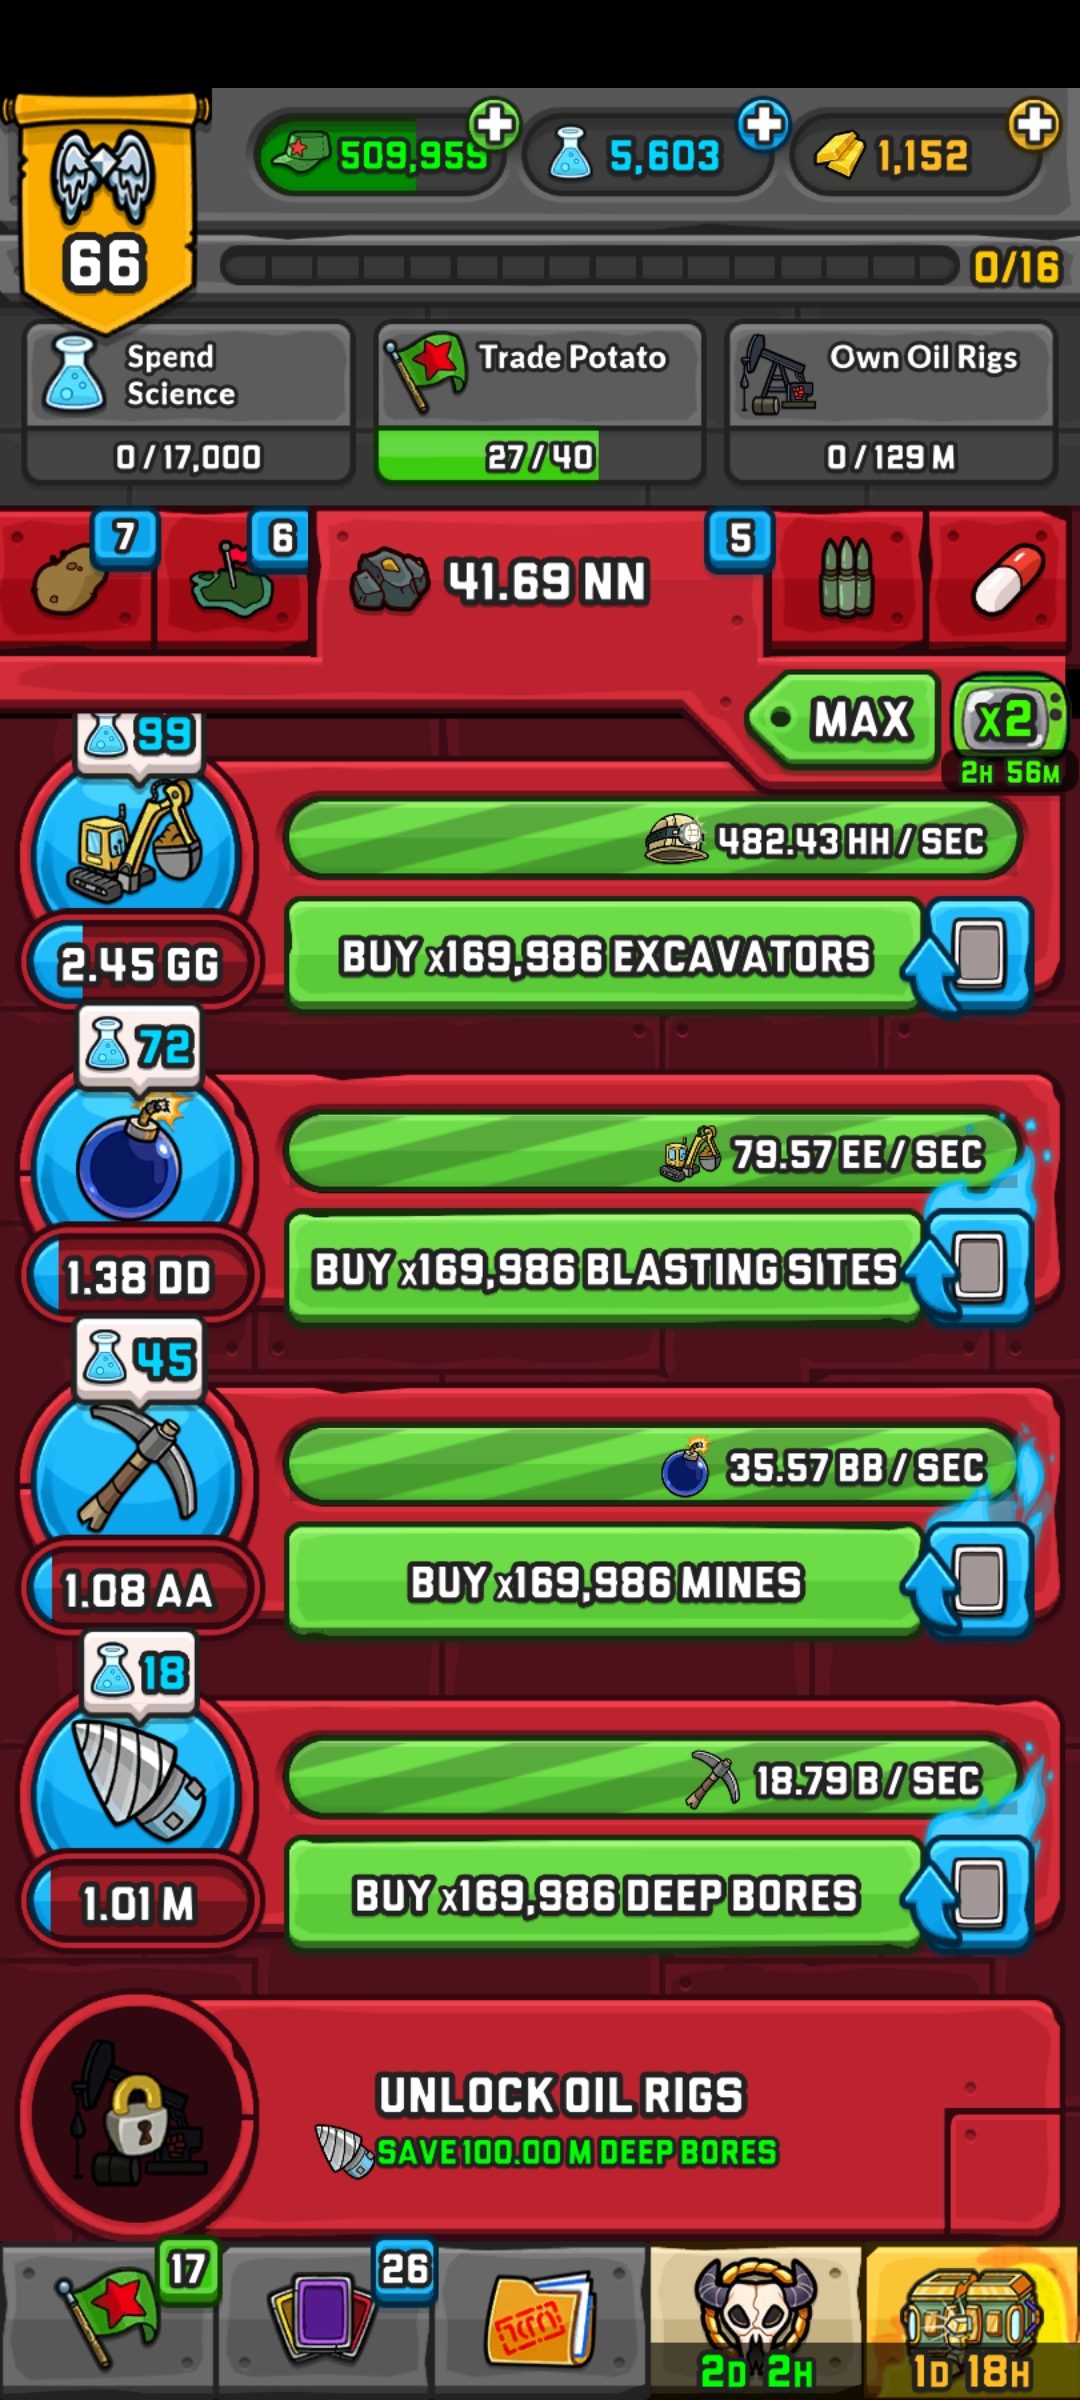 66
509,955
5,603
1,152
0/16
Spend
Science
0 / 17,000
Trade Potato
27 / 40
Own Oil Rigs
0 / 129 M
7
6
41.69 NN
5
MAX
X2
2H 56M
99
482.43 HH / SEC
2.45 GG
BUY x169,986 EXCAVATORS
72
79.57 EE / SEC
1.38 DD
BUY x169,986 BLASTING SITES
45
35.57 BB / SEC
1.08 AA
BUY x169,986 MINES
18
18.79 B / SEC
1.01 M
BUY x169,986 DEEP BORES
UNLOCK OIL RIGS
SAVE 100.00 M DEEP BORES
17
26
2D 2H
1D 18H